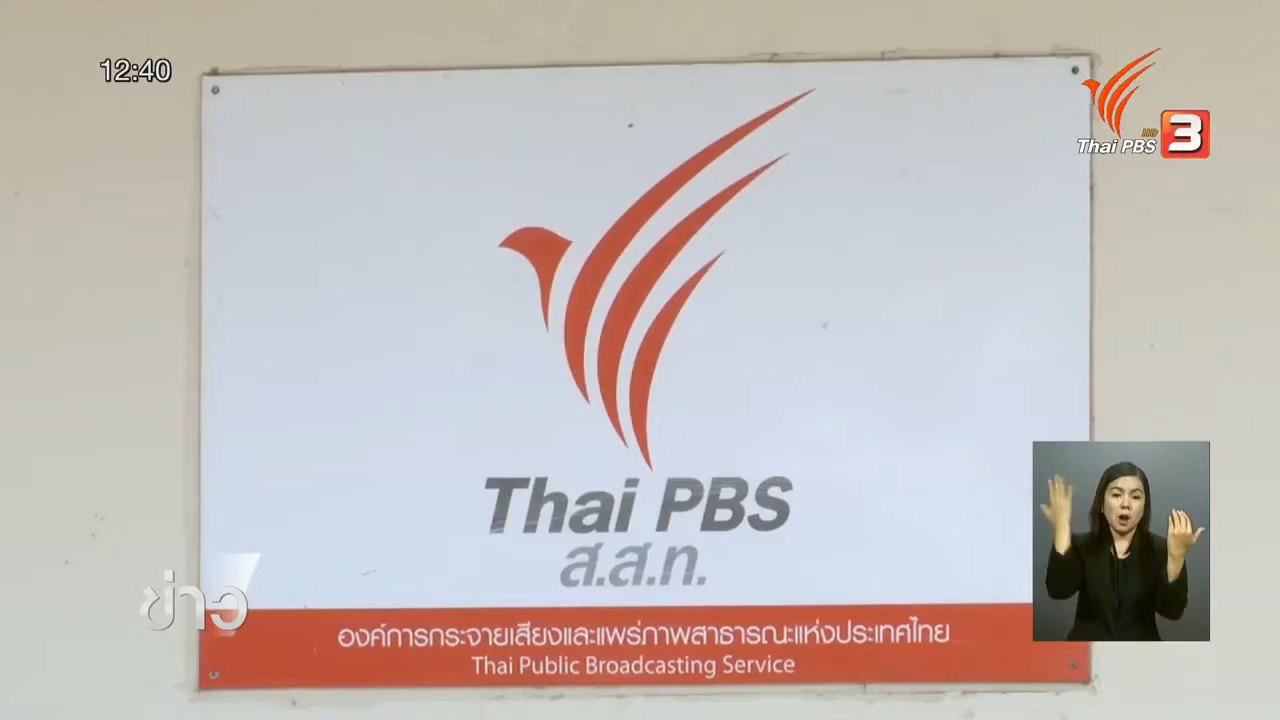 12:40
HD
Thai PBS 3
Thai PBS
ส.ส.ท.
ข่าว
องค์การกระจายเสียงและแพร่ภาพสาธารณะแห่งประเทศไทย
Thai Public Broadcasting Service